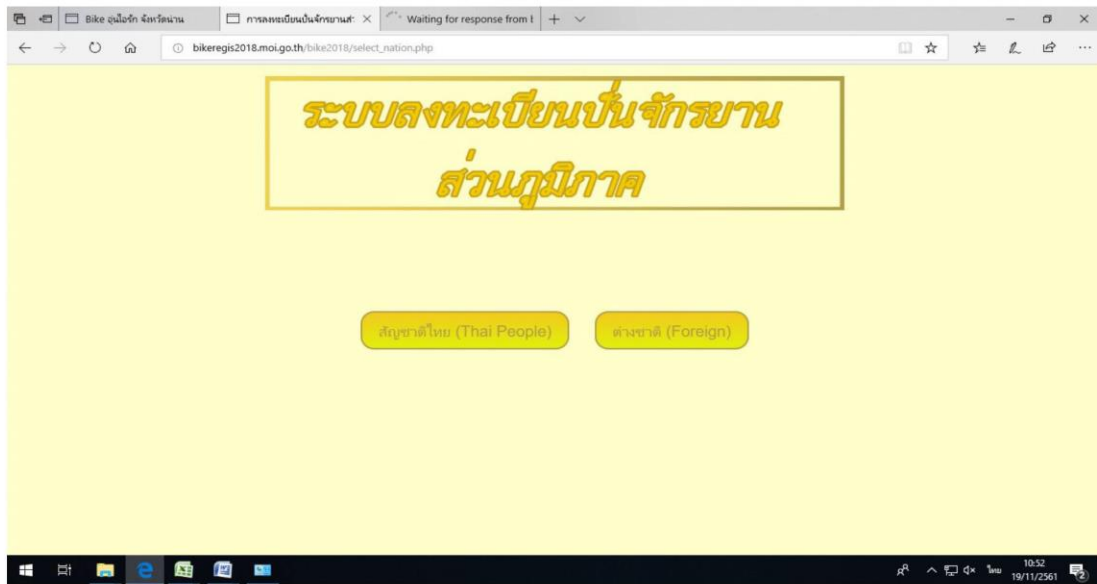 Bike อุ่นไอรัก จังหวัดน่าน
การลงทะเบียนปั่นจักรยานส่
Waiting for response from b
bikeregis2018.moi.go.th/bike2018/select_nation.php
ระบบลงทะเบียนปั่นจักรยาน
ส่วนภูมิภาค
สัญชาติไทย (Thai People)
ต่างชาติ (Foreign)
ไทย
10:52
19/11/2561
2